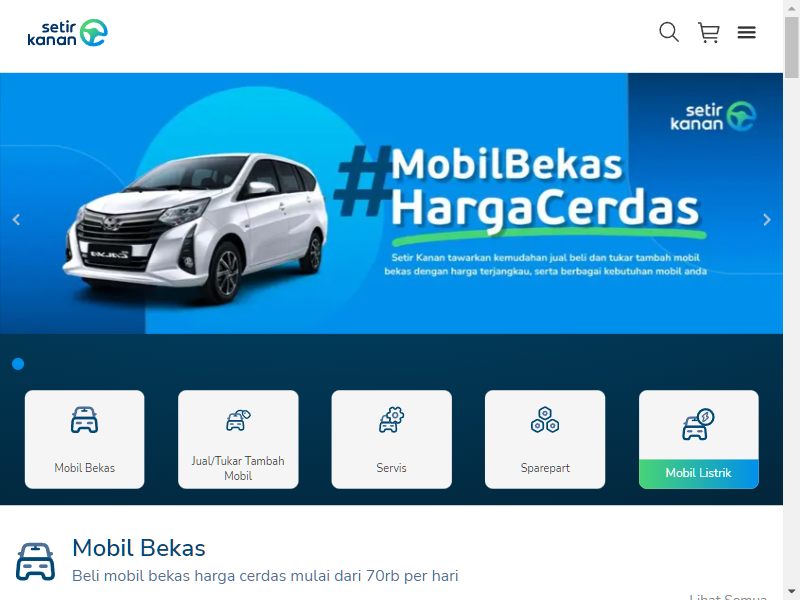 setir
kanan
setir
kanan
#MobilBekas
HargaCerdas
Setir Kanan tawarkan kemudahan jual beli dan tukar tambah mobil
bekas dengan harga terjangkau, serta berbagai kebutuhan mobil anda
Mobil Bekas
Jual/Tukar Tambah
Mobil
Servis
Sparepart
Mobil Listrik
Mobil Bekas
Beli mobil bekas harga cerdas mulai dari 70rb per hari
Lihat Semua